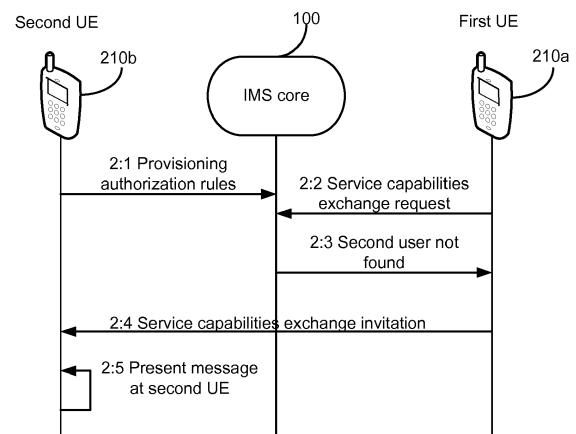 Second UE
100
First UE
210b
210a
IMS core
2:1 Provisioning
authorization rules
2:2 Service capabilities
exchange request
2:3 Second user not
found
2:4 Service capabilities exchange invitation
2:5 Present message
at second UE